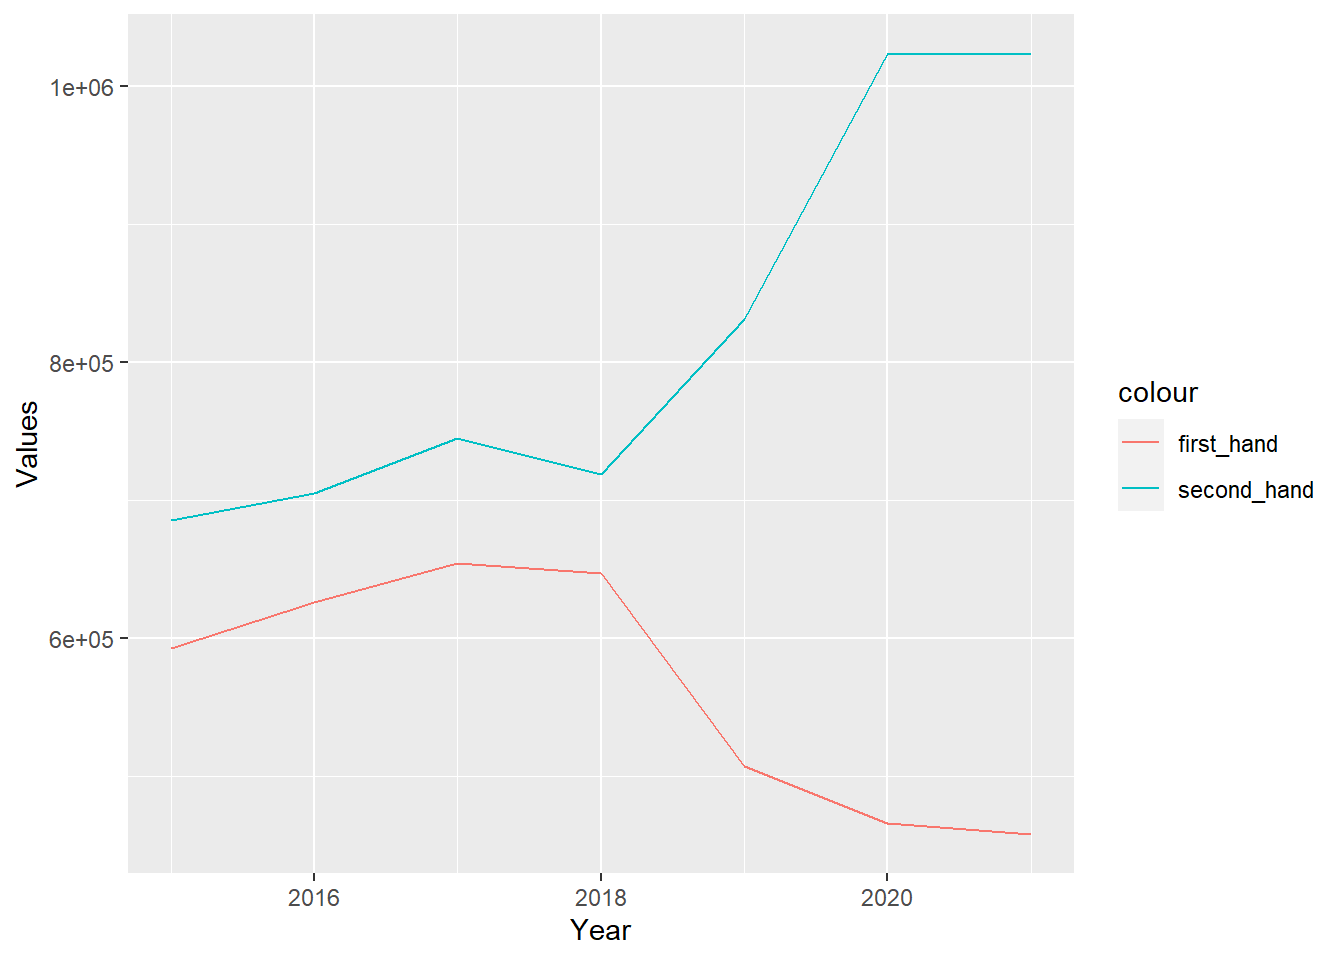 1e+06
8e+05
6e+05
Values
2016
2018
2020
Year
colour
first_hand
second_hand